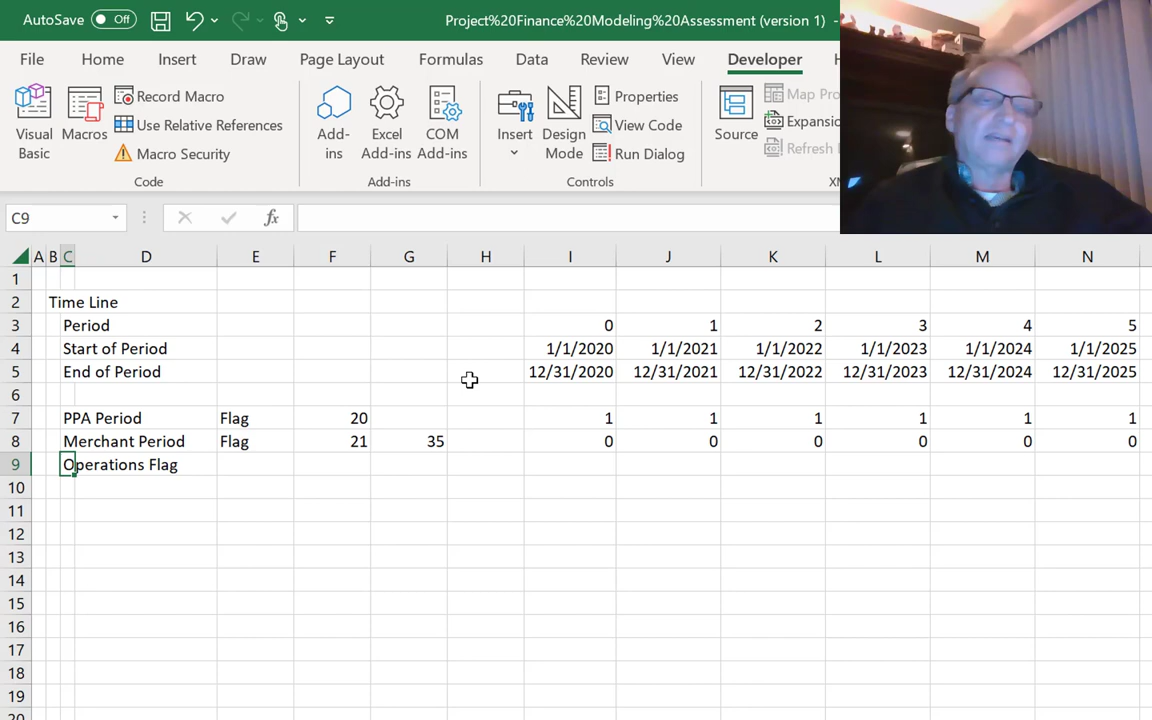 AutoSave Off Project%20Finance%20Modeling%20Assessment (version 1) -
File Home Insert Draw Page Layout Formulas Data Review View Developer
Visual Basic
Macros
Record Macro
Use Relative References
Macro Security
Code
Add-ins
Excel Add-ins
COM Add-ins
Add-ins
Insert
Design Mode
Properties
View Code
Run Dialog
Controls
Source
Map Pro
Expansio
Refresh
C9 fx
A B C D E F G H I J K L M N
1
2 Time Line
3 Period 0 1 2 3 4 5
4 Start of Period 1/1/2020 1/1/2021 1/1/2022 1/1/2023 1/1/2024 1/1/2025
5 End of Period 12/31/2020 12/31/2021 12/31/2022 12/31/2023 12/31/2024 12/31/2025
6
7 PPA Period Flag 20 1 1 1 1 1 1
8 Merchant Period Flag 21 35 0 0 0 0 0 0
9 Operations Flag
10
11
12
13
14
15
16
17
18
19
20